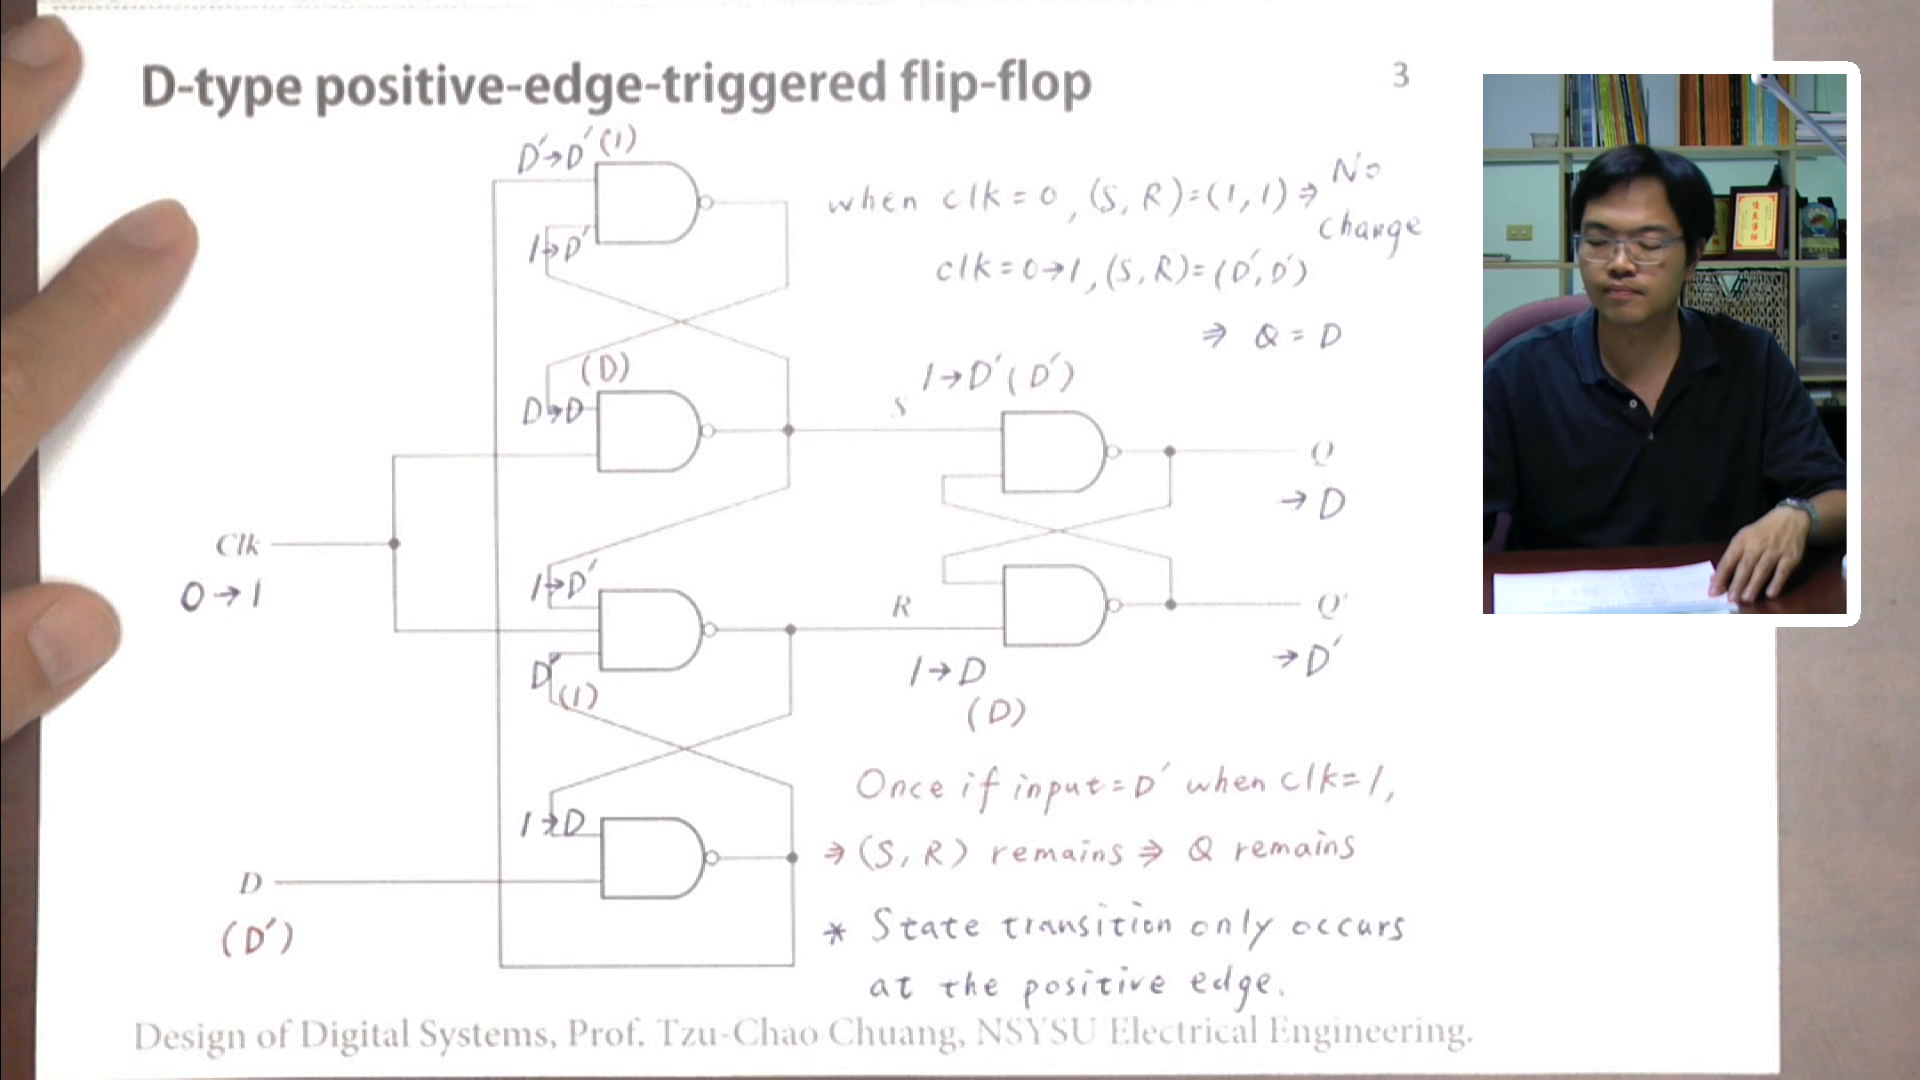 D-type positive-edge-triggered flip-flop
3
D'→D'(1)
1→D'
when clk = 0, (S, R)=(1, 1) ⇒ No
change
clk = 0→1, (S, R)=(D', D')
⇒ Q = D
(D)
D→D
1→D'(D')
S
Q
→ D
Clk
0→1
1→D'
R
Q'
→D'
D'
(1)
1→D
(D)
Once if input = D' when clk = 1,
1→D
⇒ (S, R) remains ⇒ Q remains
D
(D')
* State transition only occurs
at the positive edge.
Design of Digital Systems, Prof. Tzu-Chao Chuang, NSYSU Electrical Engineering.